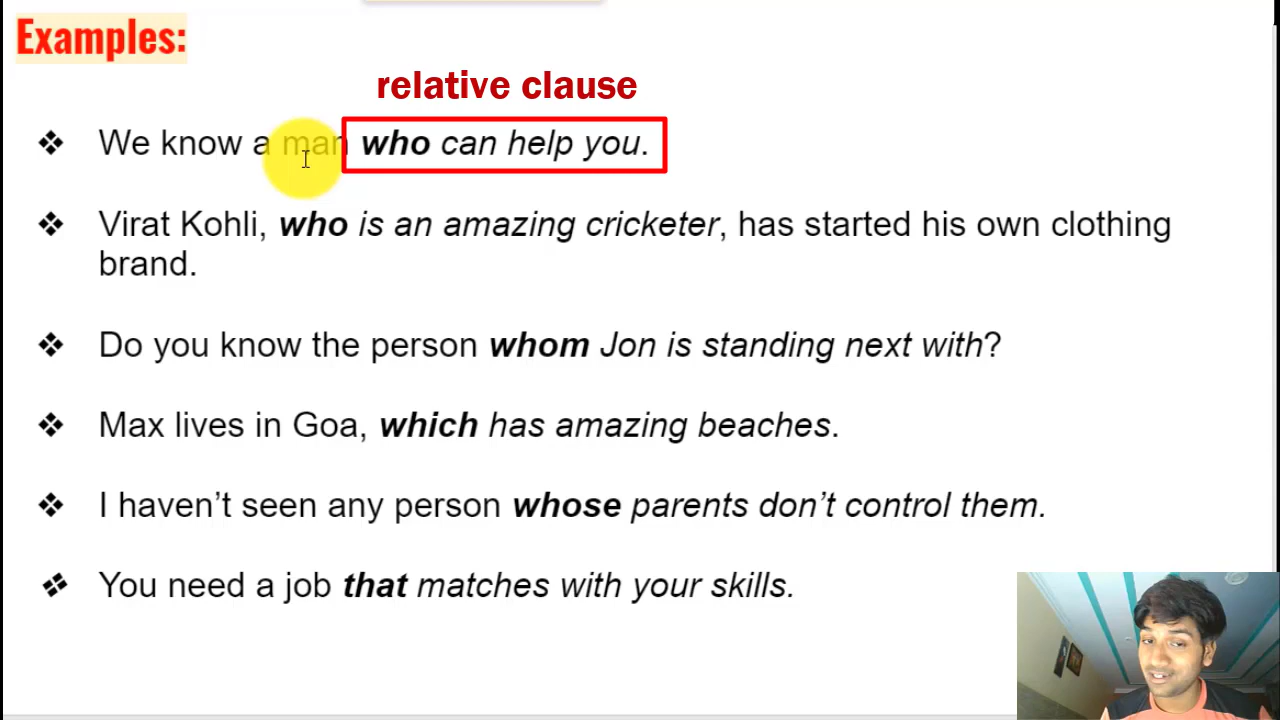 Examples:
relative clause
❖ We know a man who can help you.
❖ Virat Kohli, who is an amazing cricketer, has started his own clothing
brand.
❖ Do you know the person whom Jon is standing next with?
❖ Max lives in Goa, which has amazing beaches.
❖ I haven’t seen any person whose parents don’t control them.
❖ You need a job that matches with your skills.